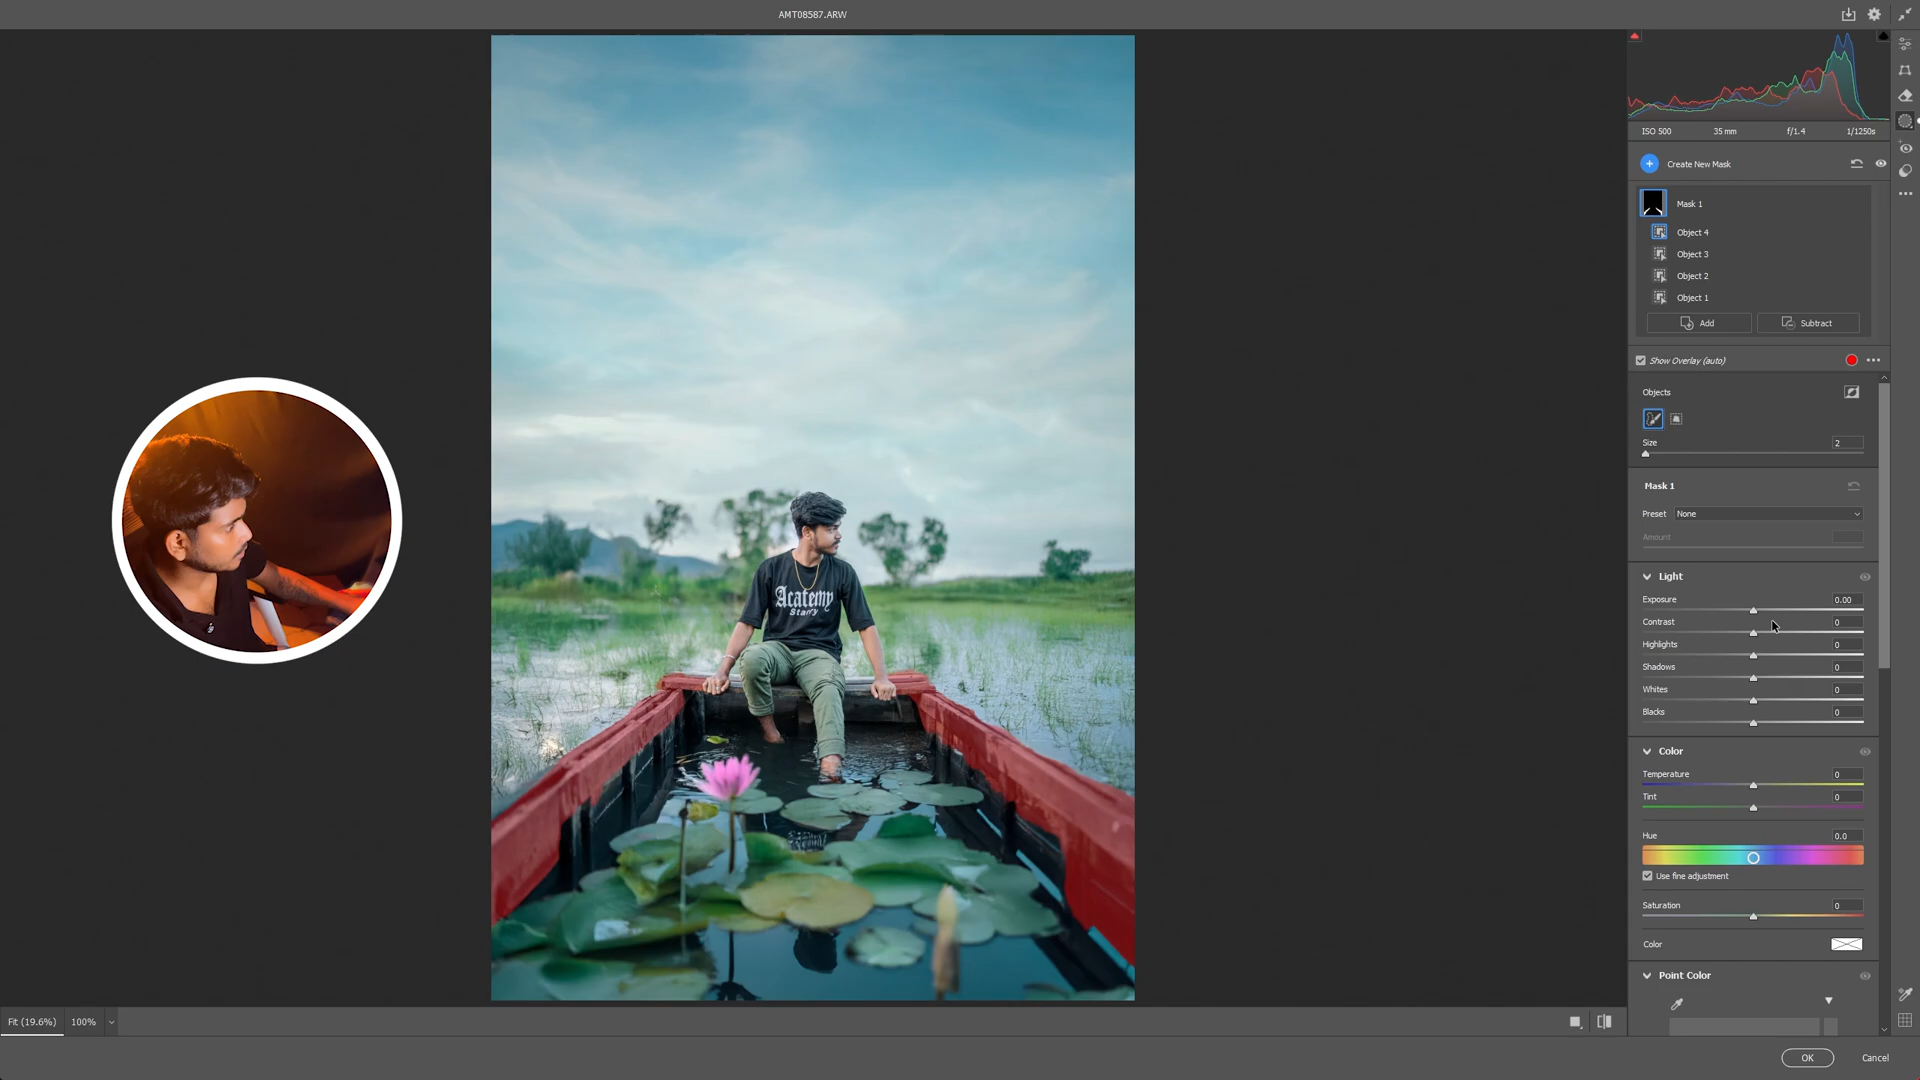 AMT08587.ARW
ISO 500 35 mm f/1.4 1/1250s
Create New Mask
Mask 1
Object 4
Object 3
Object 2
Object 1
Add Subtract
Show Overlay (auto)
Objects
Size 2
Mask 1
Preset None
Amount
Light
Exposure 0.00
Contrast 0
Highlights 0
Shadows 0
Whites 0
Blacks 0
Color
Temperature 0
Tint 0
Hue 0.0
Use fine adjustment
Saturation 0
Color
Point Color
Acatemy
Starry
Fit (19.6%) 100%
OK Cancel